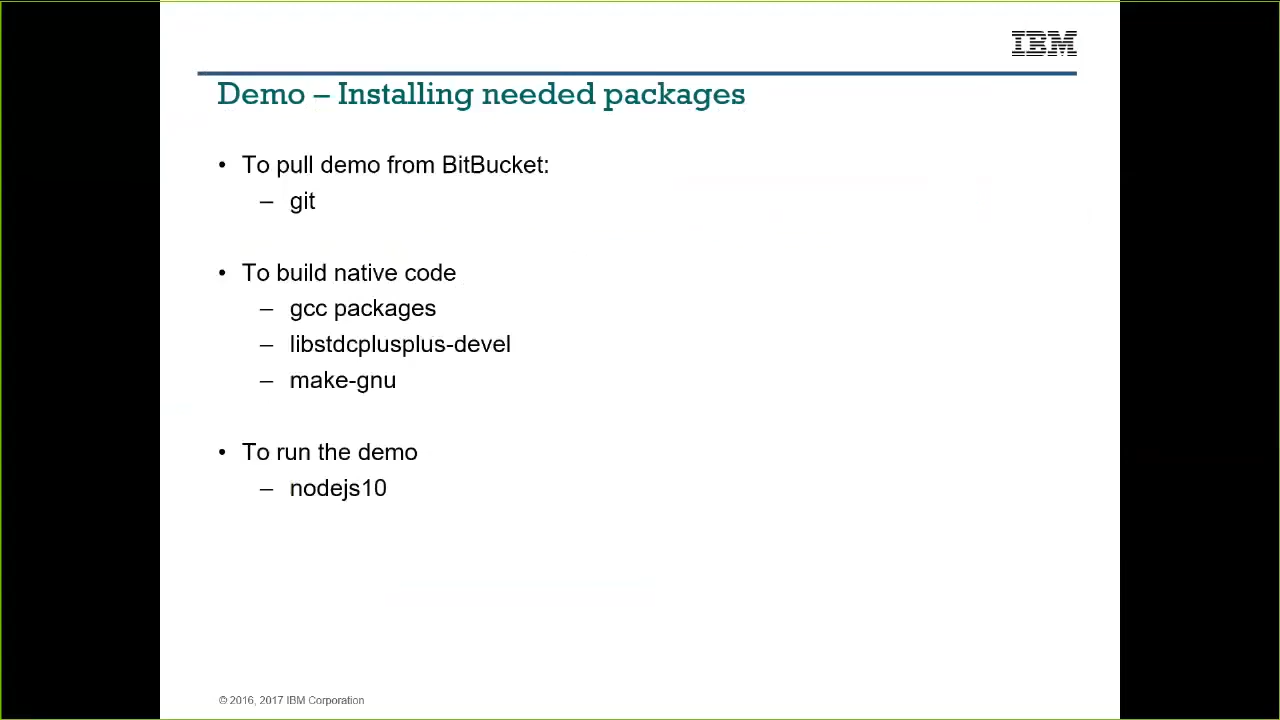 IBM
Demo – Installing needed packages
• To pull demo from BitBucket:
– git
• To build native code
– gcc packages
– libstdcplusplus-devel
– make-gnu
• To run the demo
– nodejs10
© 2016, 2017 IBM Corporation